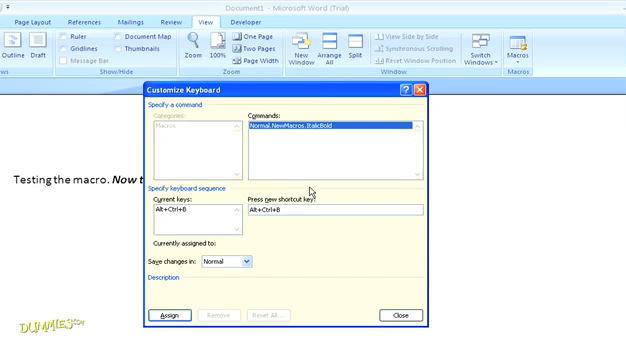 Document1 - Microsoft Word (Trial)
Page Layout References Mailings Review View Developer
Outline Draft
Ruler Document Map
Gridlines Thumbnails
Message Bar
Show/Hide
Zoom 100%
One Page
Two Pages
Page Width
Zoom
New Window Arrange All Split
View Side by Side
Synchronous Scrolling
Reset Window Position
Window
Switch Windows
Macros
Macros
Customize Keyboard
Specify a command
Categories: Commands:
Macros Normal.NewMacros.ItalicBold
Testing the macro. Now t
Specify keyboard sequence
Current keys: Press new shortcut key:
Alt+Ctrl+B Alt+Ctrl+B
Currently assigned to:
Save changes in: Normal
Description
Assign Remove Reset All... Close
DUMMIES.COM